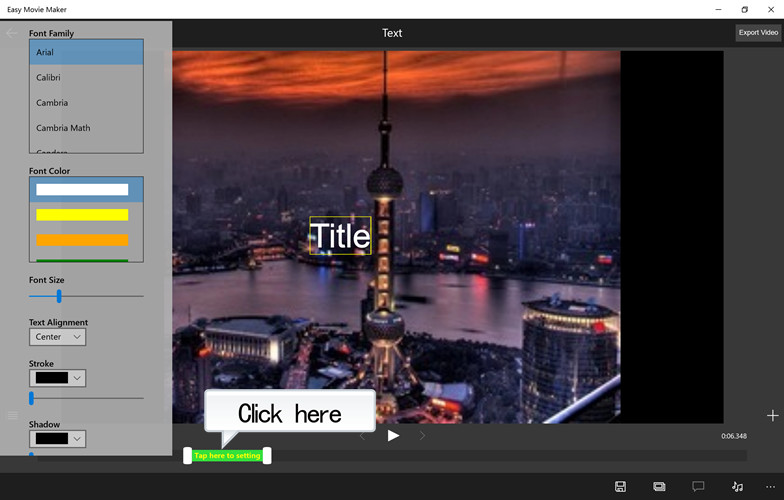 Easy Movie Maker
Text
Export Video
Font Family
Arial
Calibri
Cambria
Cambria Math
Candara
Font Color
Title
Font Size
Text Alignment
Center
Stroke
Click here
Shadow
0:06.348
Tap here to setting